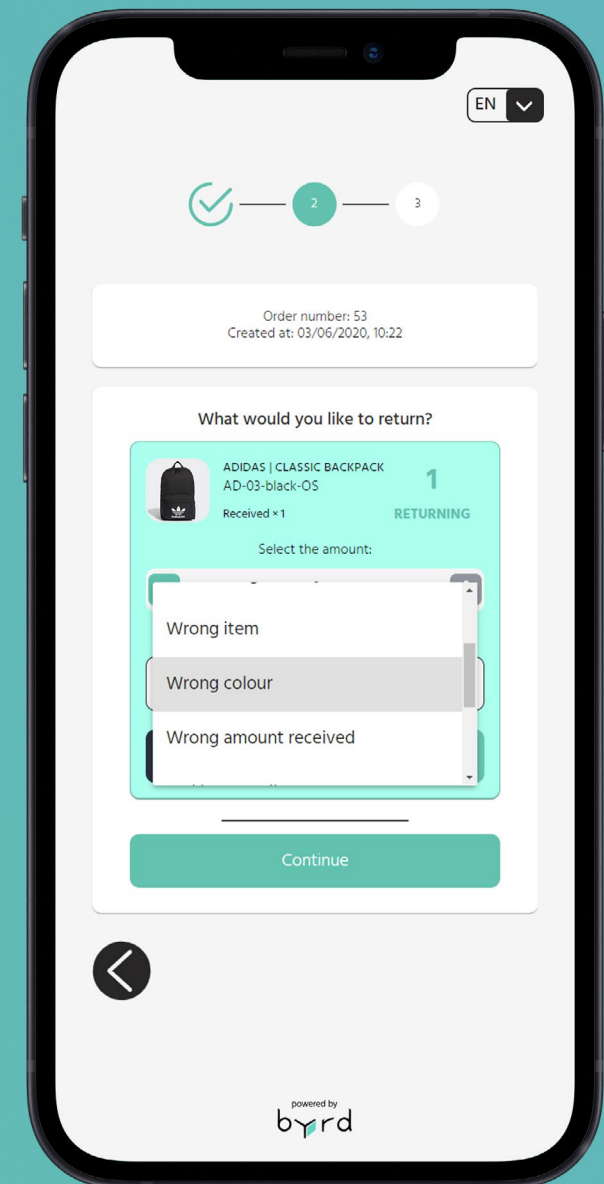 EN
2
3
Order number: 53
Created at: 03/06/2020, 10:22
What would you like to return?
ADIDAS | CLASSIC BACKPACK
AD-03-black-OS
Received × 1
1
RETURNING
Select the amount:
Wrong item
Wrong colour
Wrong amount received
Continue
powered by
byrd